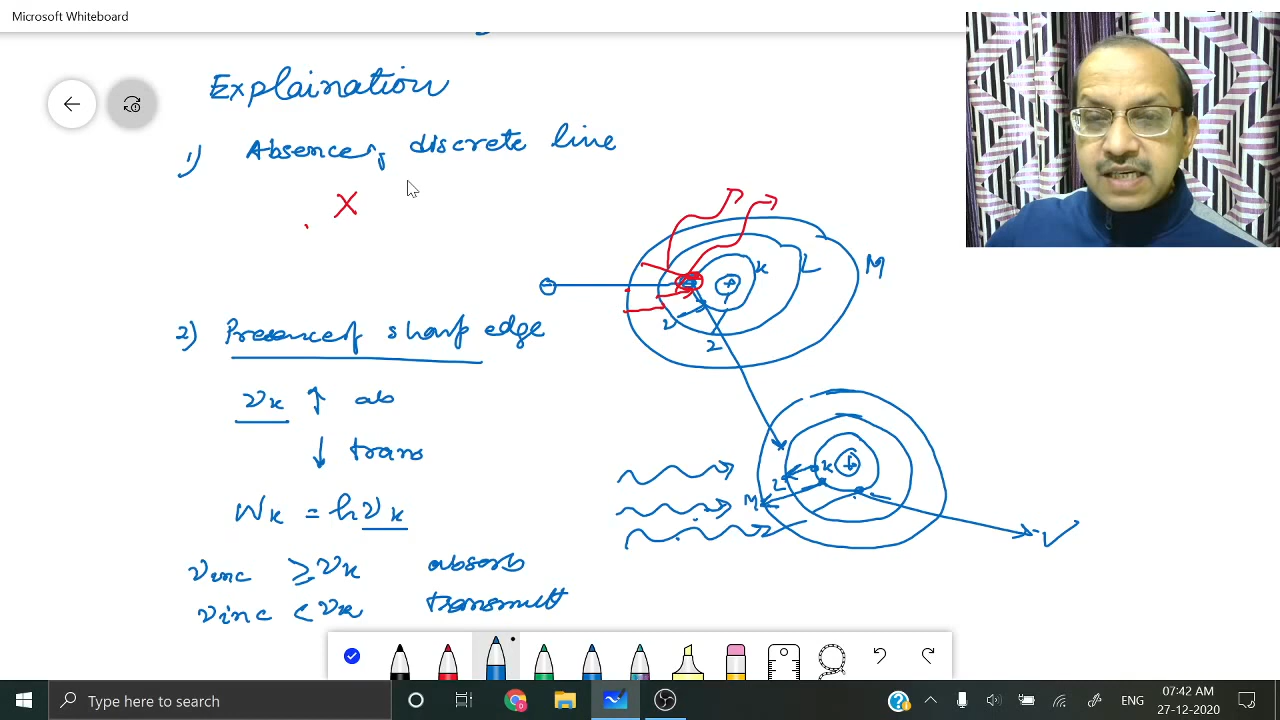 Microsoft Whiteboard
Explaination
1) Absence of discrete line
X
K L M
2
2) Presence of sharp edge
νK ↑ ab
↓ trans
K
L
M
WK = hνK
νinc ≥ νK absorb
νinc < νK transmitt
Type here to search
ENG
07:42 AM
27-12-2020